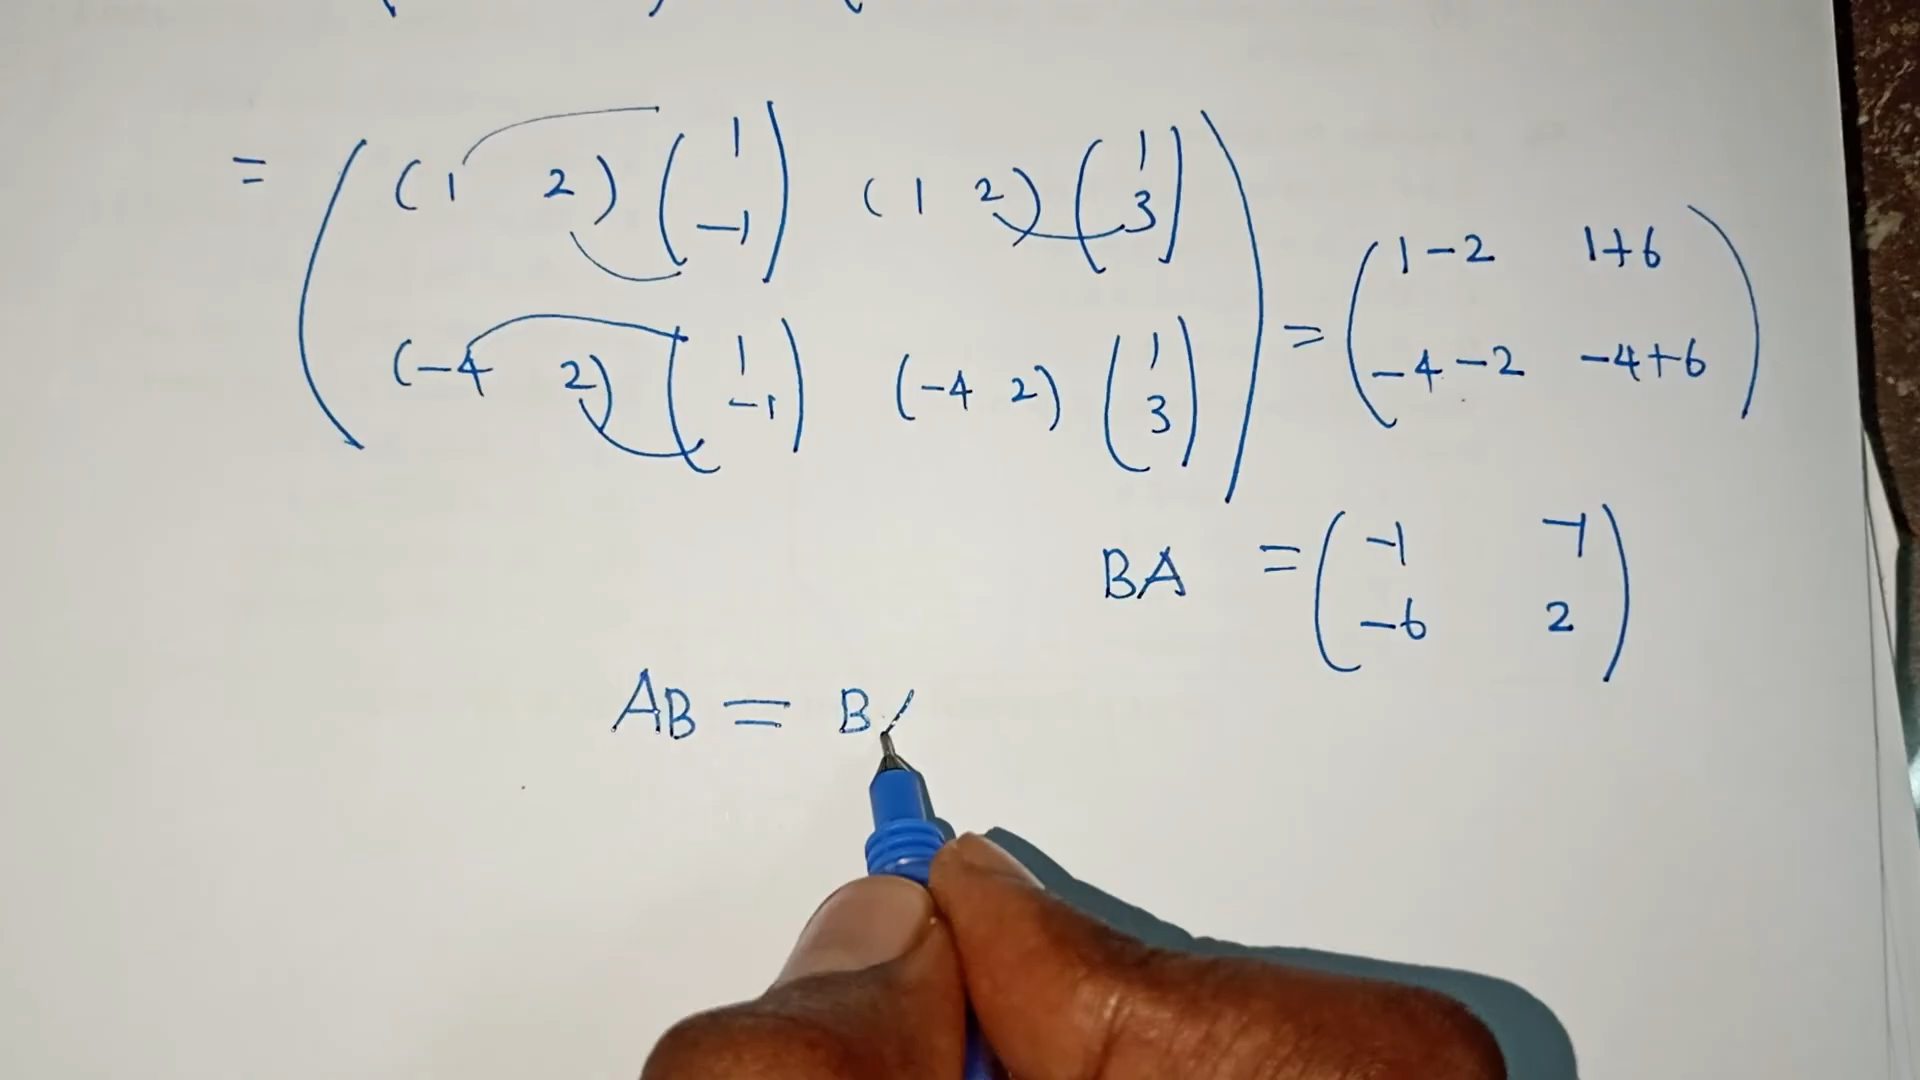 = ( (1 2) ( 1 -1 ) (1 2) ( 1 3 ) (-4 2) ( 1 -1 ) (-4 2) ( 1 3 ) ) = ( 1-2 1+6 -4-2 -4+6 )
BA = ( -1 7 -6 2 )
AB = B